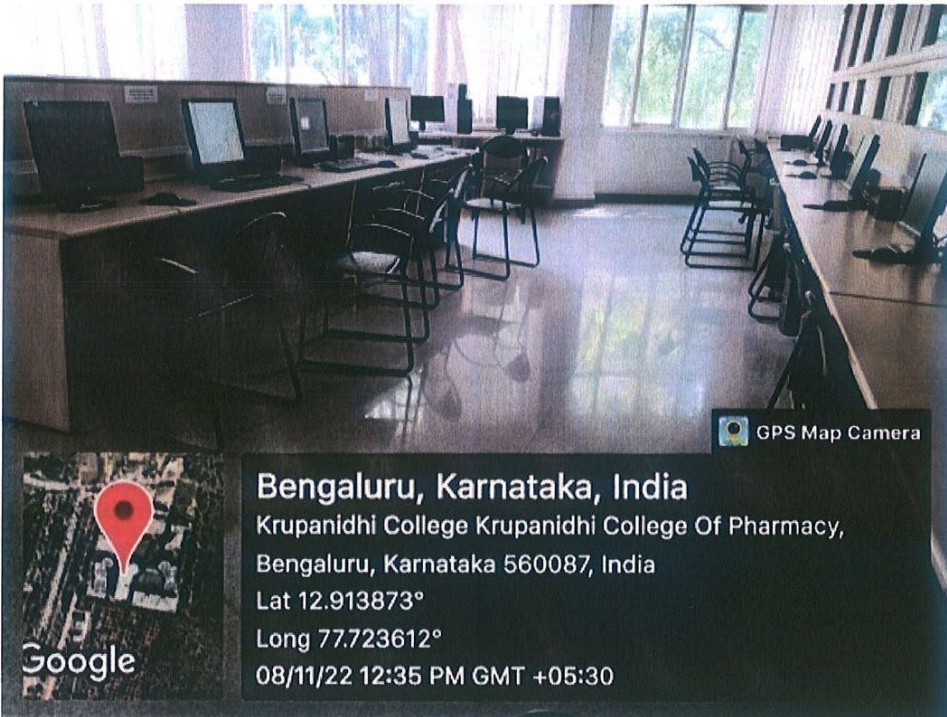 GPS Map Camera
Bengaluru, Karnataka, India
Krupanidhi College Krupanidhi College Of Pharmacy,
Bengaluru, Karnataka 560087, India
Lat 12.913873°
Long 77.723612°
08/11/22 12:35 PM GMT +05:30
Google